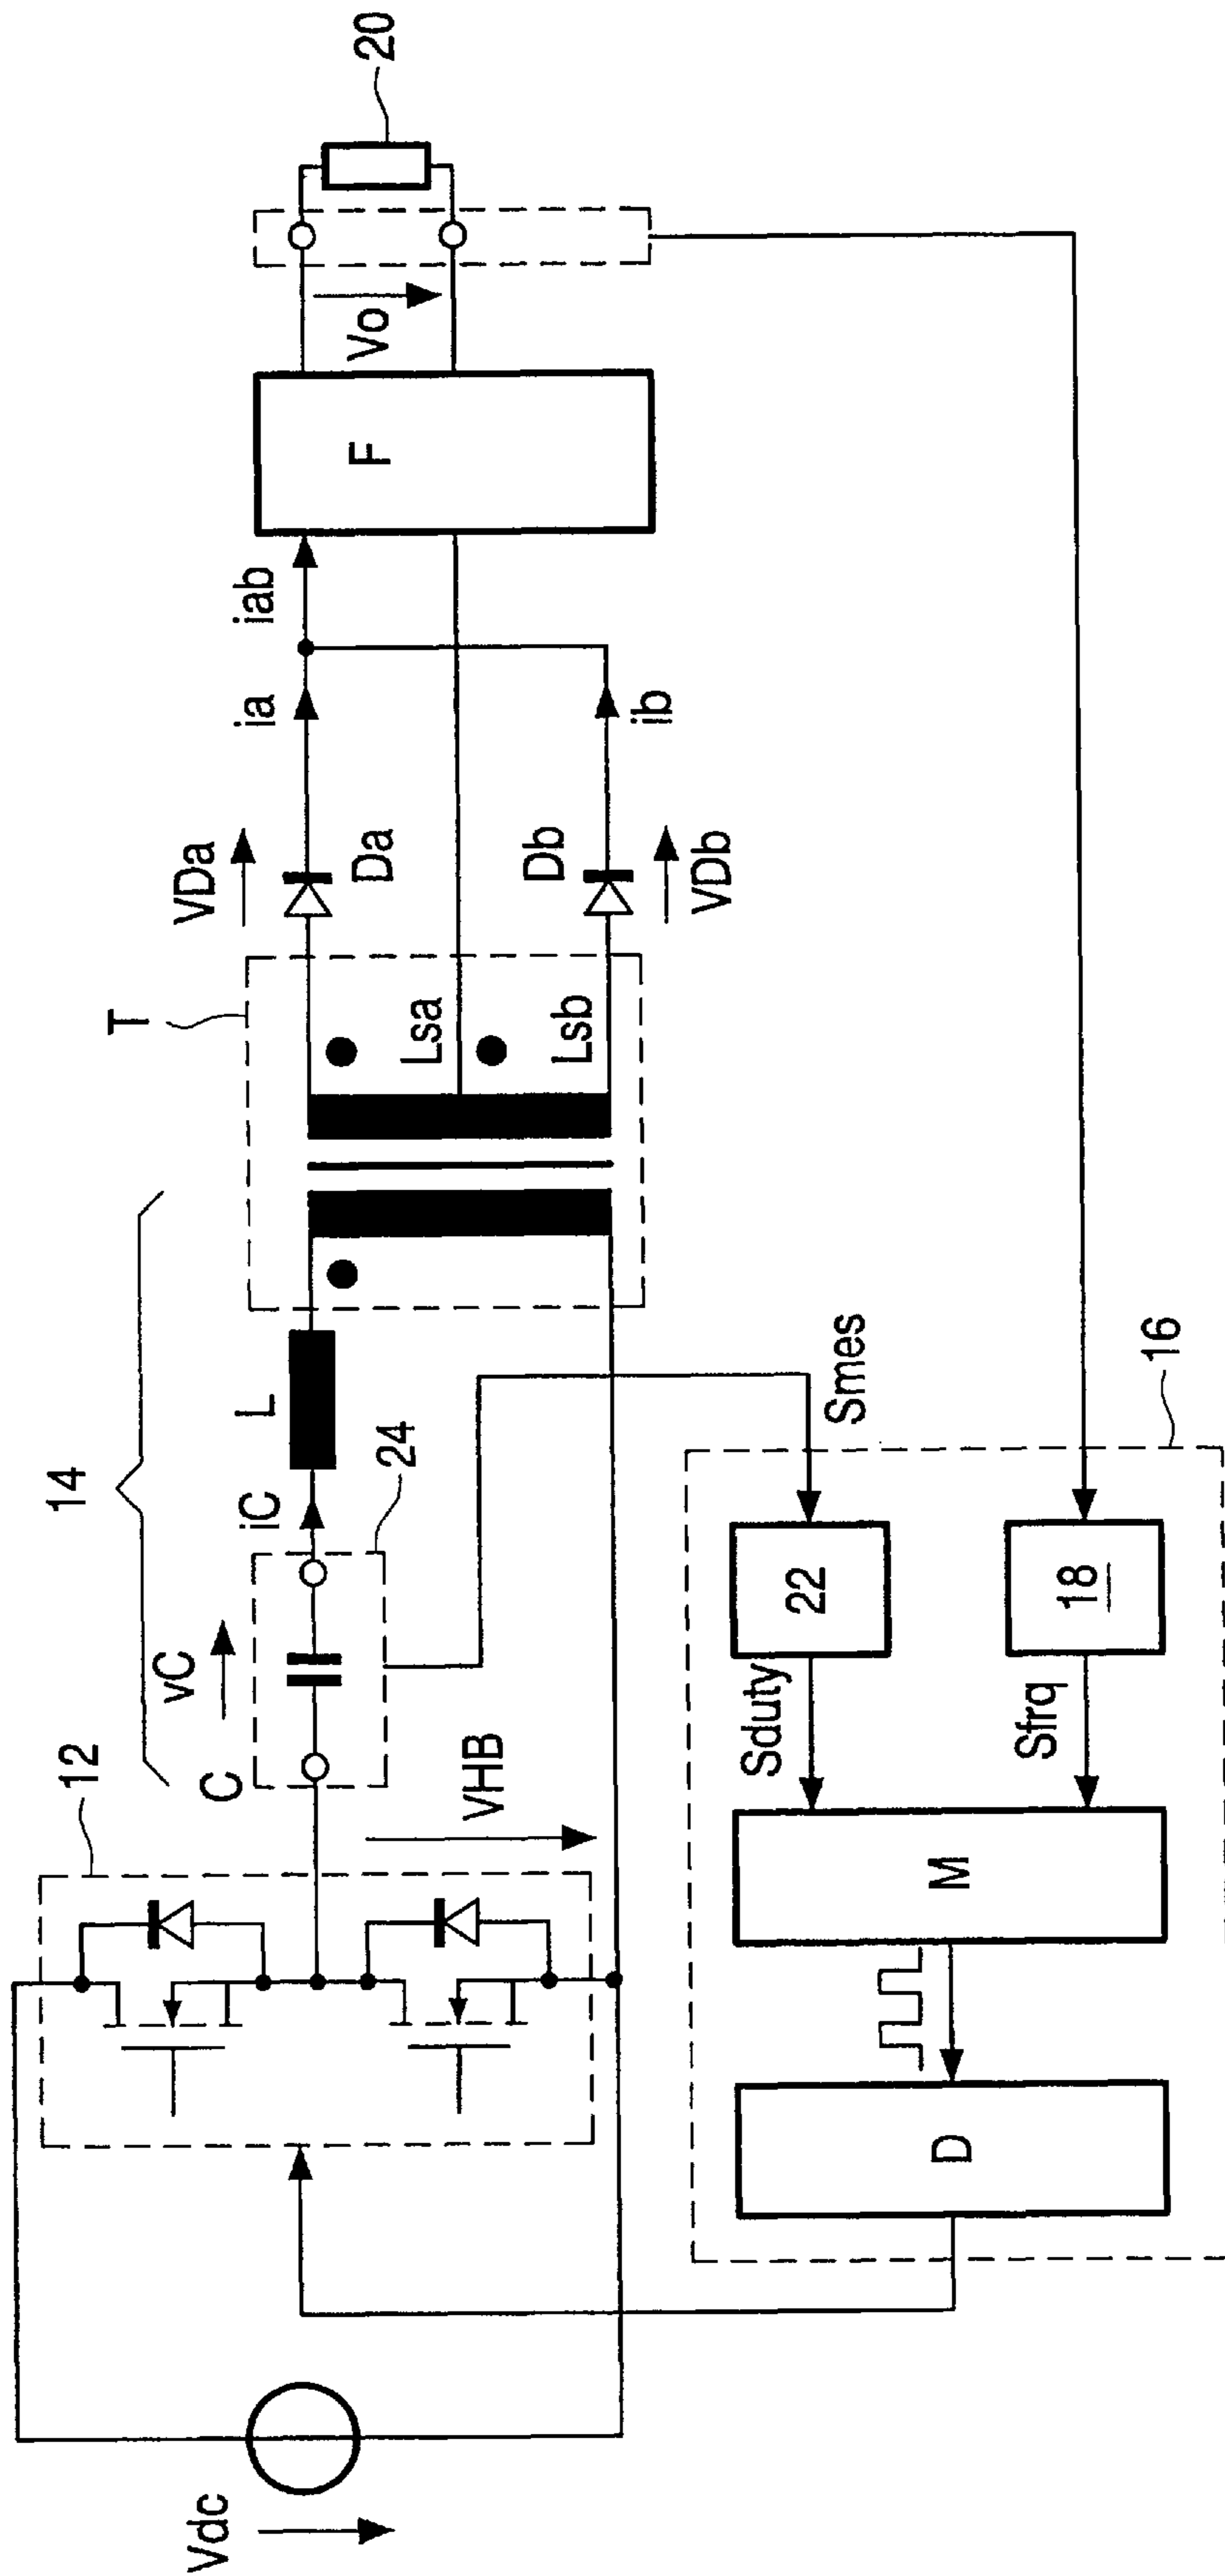 Vdc
12
VHB
C
vC
14
iC
24
L
T
Lsa
Lsb
VDa
Da
Db
VDb
ia
ib
iab
F
Vo
20
Smes
16
22
18
Sduty
Sfrq
M
D